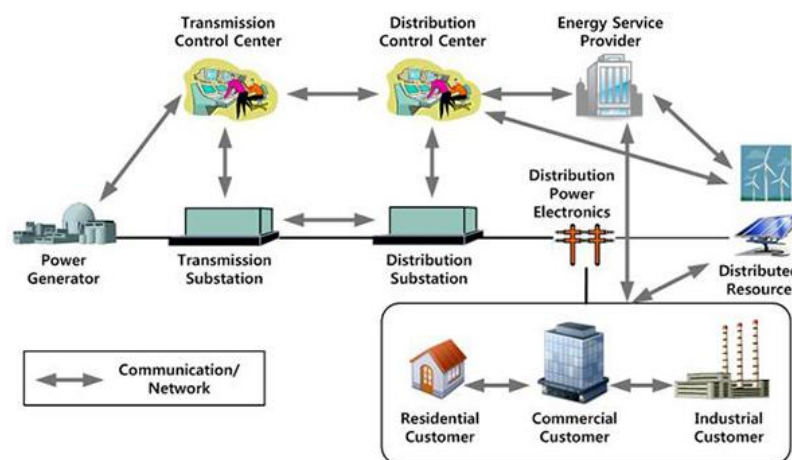 Transmission
Control Center
Distribution
Control Center
Energy Service
Provider
Distribution
Power
Electronics
Power
Generator
Transmission
Substation
Distribution
Substation
Distributed
Resource
Communication/
Network
Residential
Customer
Commercial
Customer
Industrial
Customer